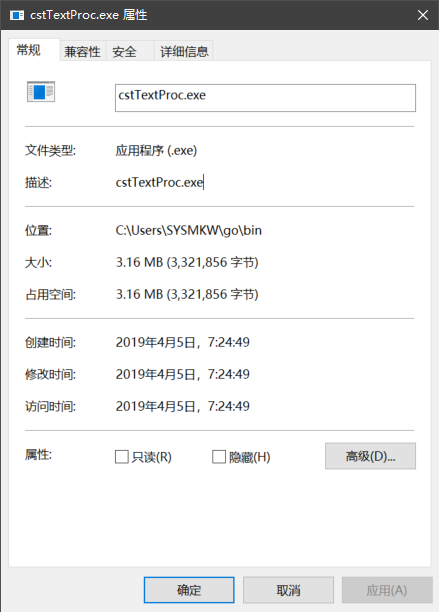 cstTextProc.exe 属性
常规 兼容性 安全 详细信息
cstTextProc.exe
文件类型: 应用程序 (.exe)
描述: cstTextProc.exe
位置: C:\Users\SYSMKW\go\bin
大小: 3.16 MB (3,321,856 字节)
占用空间: 3.16 MB (3,321,856 字节)
创建时间: 2019年4月5日，7:24:49
修改时间: 2019年4月5日，7:24:49
访问时间: 2019年4月5日，7:24:49
属性: 只读(R) 隐藏(H) 高级(D)...
确定 取消 应用(A)